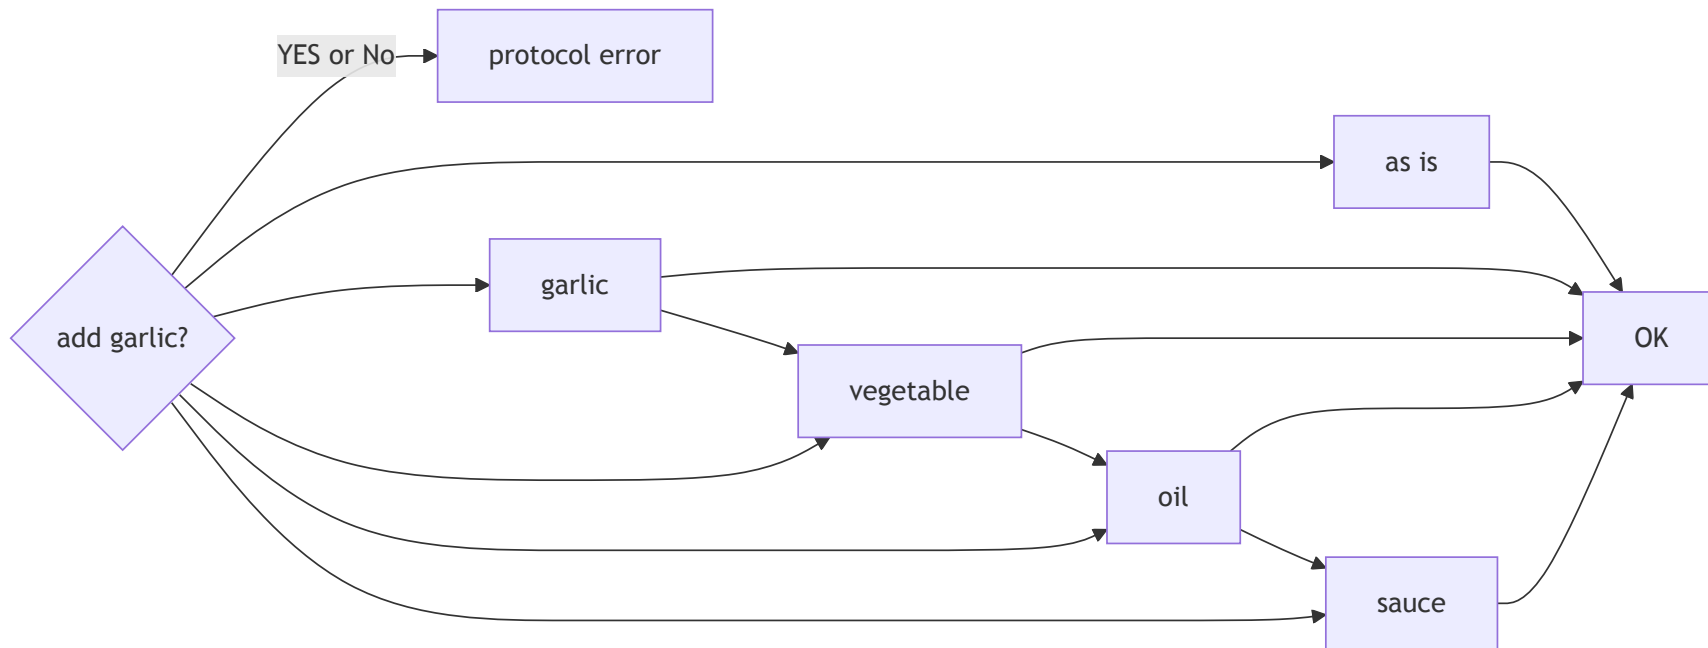 YES or No
protocol error
as is
garlic
add garlic?
OK
vegetable
oil
sauce